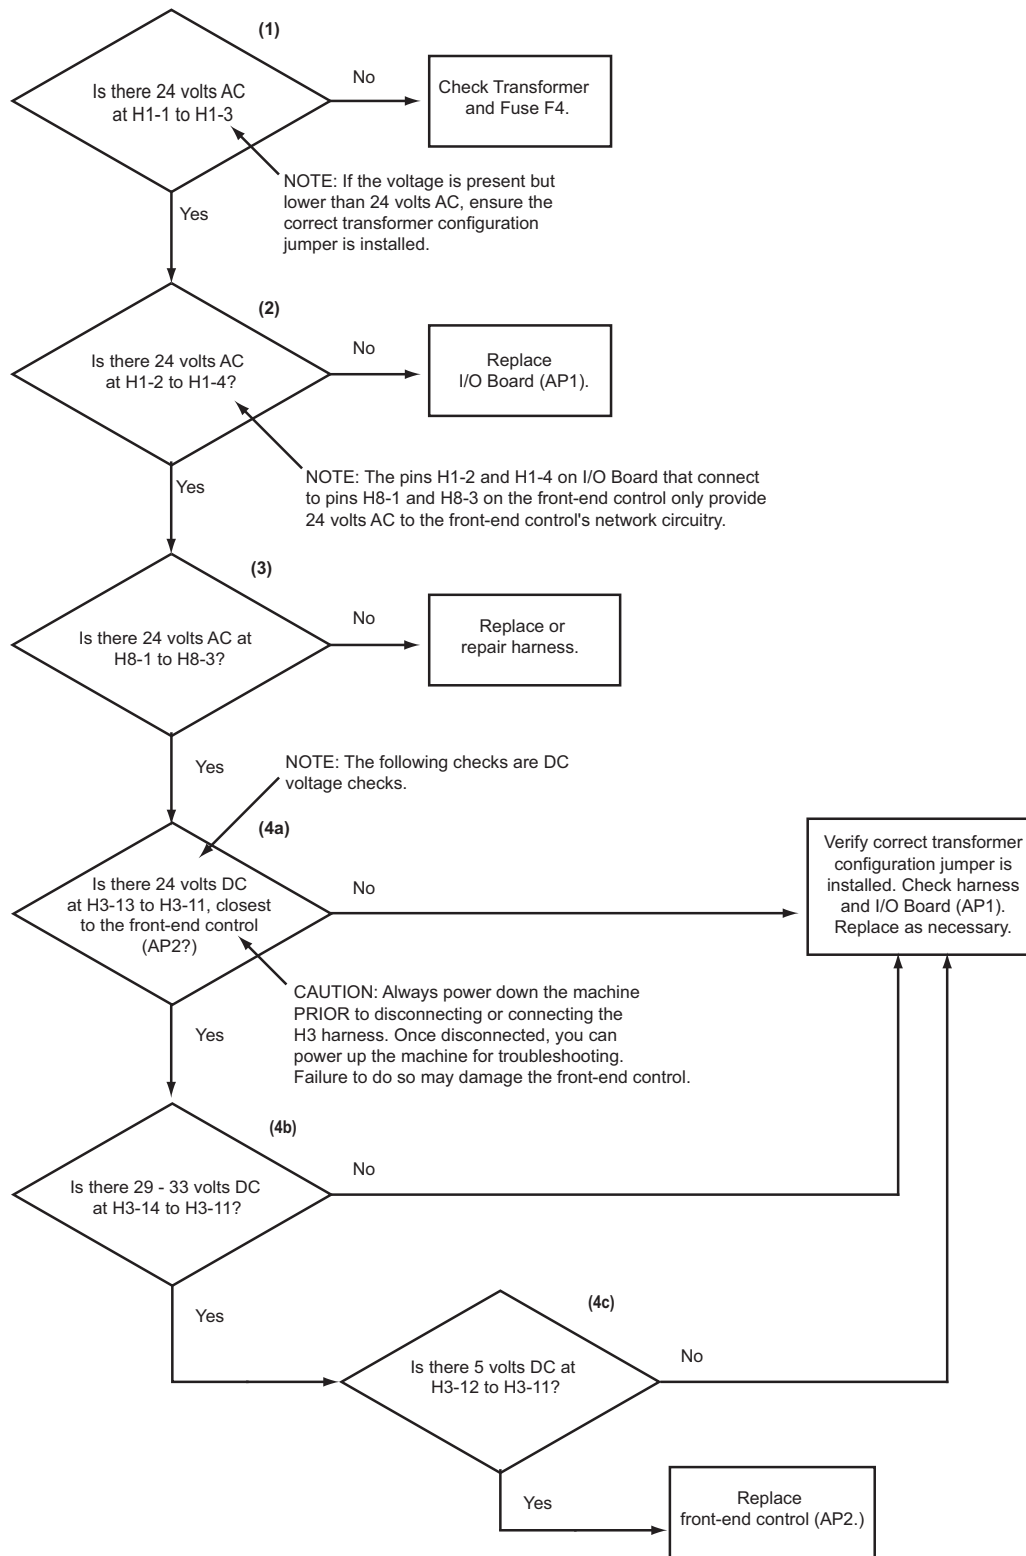 (1)
Is there 24 volts AC
at H1-1 to H1-3
No
Check Transformer
and Fuse F4.
NOTE: If the voltage is present but
lower than 24 volts AC, ensure the
correct transformer configuration
jumper is installed.
Yes
(2)
Is there 24 volts AC
at H1-2 to H1-4?
No
Replace
I/O Board (AP1).
NOTE: The pins H1-2 and H1-4 on I/O Board that connect
to pins H8-1 and H8-3 on the front-end control only provide
24 volts AC to the front-end control's network circuitry.
Yes
(3)
Is there 24 volts AC at
H8-1 to H8-3?
No
Replace or
repair harness.
Yes
NOTE: The following checks are DC
voltage checks.
(4a)
Is there 24 volts DC
at H3-13 to H3-11, closest
to the front-end control
(AP2?)
No
Verify correct transformer
configuration jumper is
installed. Check harness
and I/O Board (AP1).
Replace as necessary.
CAUTION: Always power down the machine
PRIOR to disconnecting or connecting the
H3 harness. Once disconnected, you can
power up the machine for troubleshooting.
Failure to do so may damage the front-end control.
Yes
(4b)
Is there 29 - 33 volts DC
at H3-14 to H3-11?
No
Yes
(4c)
Is there 5 volts DC at
H3-12 to H3-11?
No
Yes
Replace
front-end control (AP2.)